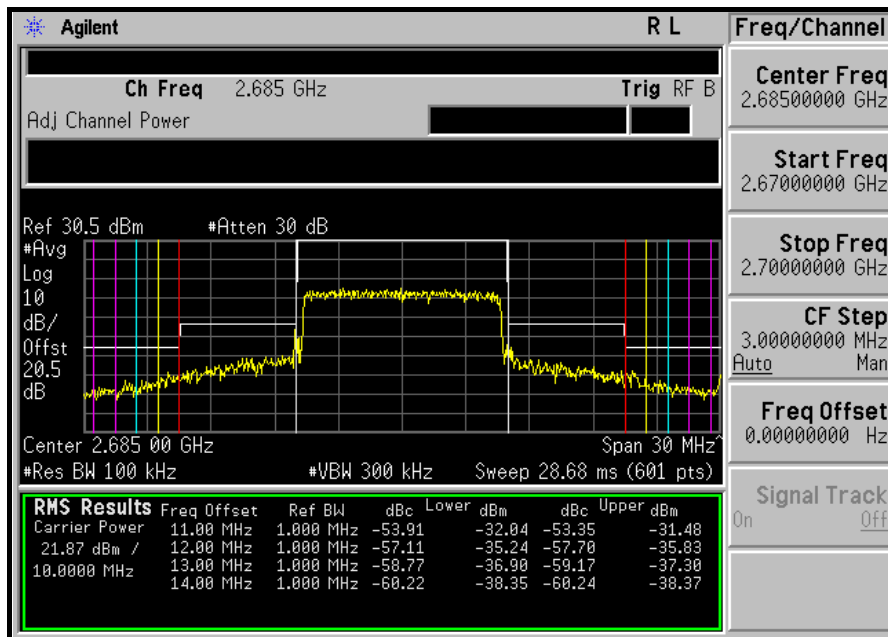 Agilent R L Freq/Channel
Ch Freq 2.685 GHz Trig RF B
Adj Channel Power
Center Freq
2.68500000 GHz
Start Freq
2.67000000 GHz
Stop Freq
2.70000000 GHz
CF Step
3.00000000 MHz
Auto Man
Freq Offset
0.00000000 Hz
Signal Track
On Off
Ref 30.5 dBm #Atten 30 dB
#Avg
Log
10
dB/
Offst
20.5
dB
Center 2.685 00 GHz Span 30 MHz^
#Res BW 100 kHz #VBW 300 kHz Sweep 28.68 ms (601 pts)
RMS Results Freq Offset Ref BW dBc Lower dBm dBc Upper dBm
Carrier Power 11.00 MHz 1.000 MHz -53.91 -32.04 -53.35 -31.48
21.87 dBm / 12.00 MHz 1.000 MHz -57.11 -35.24 -57.70 -35.83
10.0000 MHz 13.00 MHz 1.000 MHz -58.77 -36.90 -59.17 -37.30
14.00 MHz 1.000 MHz -60.22 -38.35 -60.24 -38.37